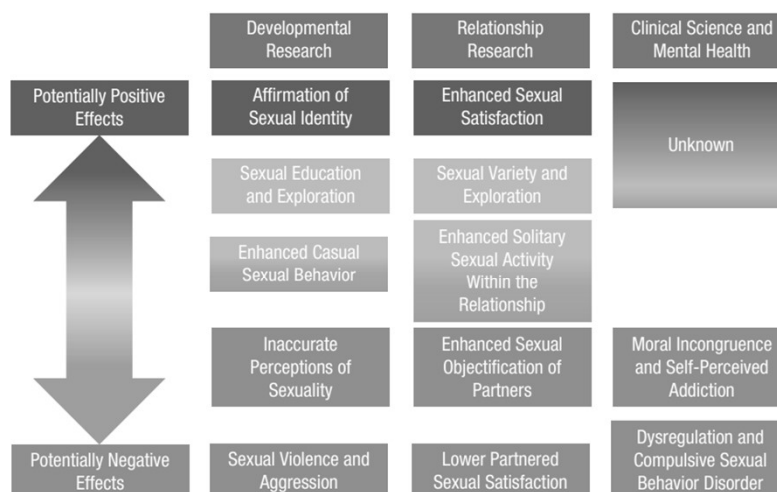 Developmental
Research
Relationship
Research
Clinical Science and
Mental Health
Potentially Positive
Effects
Affirmation of
Sexual Identity
Enhanced Sexual
Satisfaction
Unknown
Sexual Education
and Exploration
Sexual Variety and
Exploration
Enhanced Casual
Sexual Behavior
Enhanced Solitary
Sexual Activity
Within the
Relationship
Inaccurate
Perceptions of
Sexuality
Enhanced Sexual
Objectification of
Partners
Moral Incongruence
and Self-Perceived
Addiction
Potentially Negative
Effects
Sexual Violence and
Aggression
Lower Partnered
Sexual Satisfaction
Dysregulation and
Compulsive Sexual
Behavior Disorder